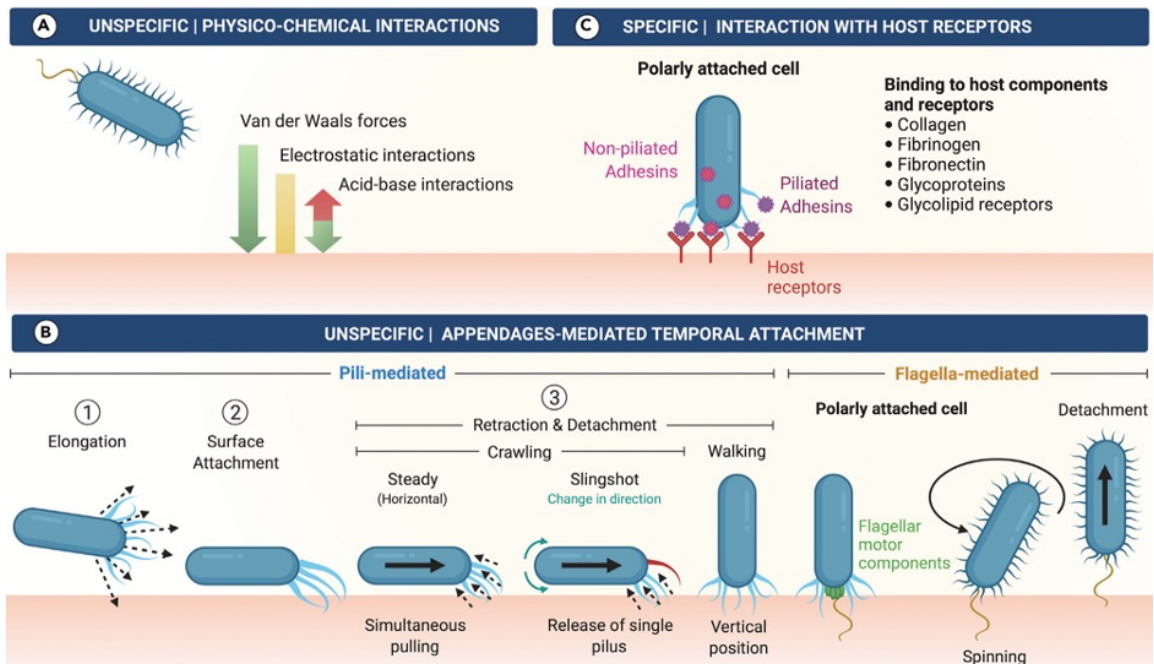 A UNSPECIFIC | PHYSICO-CHEMICAL INTERACTIONS
Van der Waals forces
Electrostatic interactions
Acid-base interactions
C SPECIFIC | INTERACTION WITH HOST RECEPTORS
Polarly attached cell
Non-piliated
Adhesins
Piliated
Adhesins
Host
receptors
Binding to host components
and receptors
• Collagen
• Fibrinogen
• Fibronectin
• Glycoproteins
• Glycolipid receptors
B UNSPECIFIC | APPENDAGES-MEDIATED TEMPORAL ATTACHMENT
Pili-mediated
1
Elongation
2
Surface
Attachment
3
Retraction & Detachment
Crawling
Steady
(Horizontal)
Simultaneous
pulling
Slingshot
Change in direction
Release of single
pilus
Walking
Vertical
position
Flagella-mediated
Polarly attached cell
Flagellar
motor
components
Spinning
Detachment